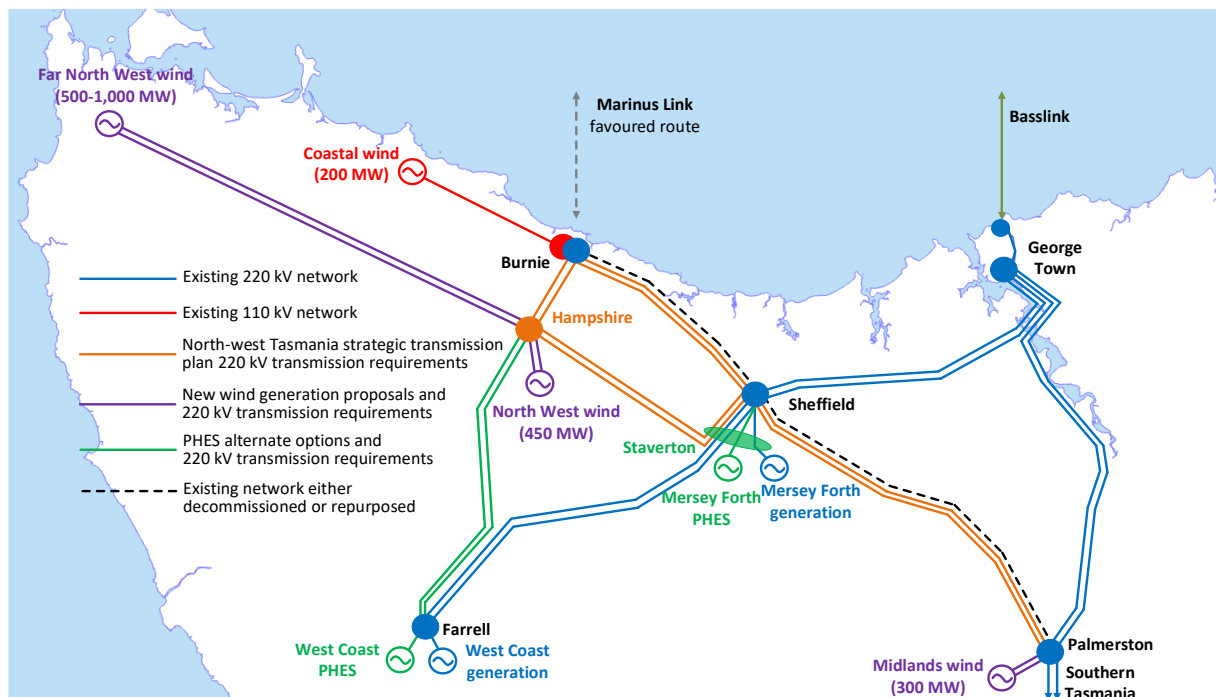 Far North West wind
(500-1,000 MW)
Marinus Link
favoured route
Basslink
Coastal wind
(200 MW)
Burnie
George
Town
Existing 220 kV network
Existing 110 kV network
Hampshire
North-west Tasmania strategic transmission
plan 220 kV transmission requirements
New wind generation proposals and
220 kV transmission requirements
North West wind
(450 MW)
Sheffield
PHES alternate options and
220 kV transmission requirements
Staverton
Existing network either
decommissioned or repurposed
Mersey Forth
PHES
Mersey Forth
generation
Farrell
West Coast
PHES
West Coast
generation
Palmerston
Midlands wind
(300 MW)
Southern
Tasmania